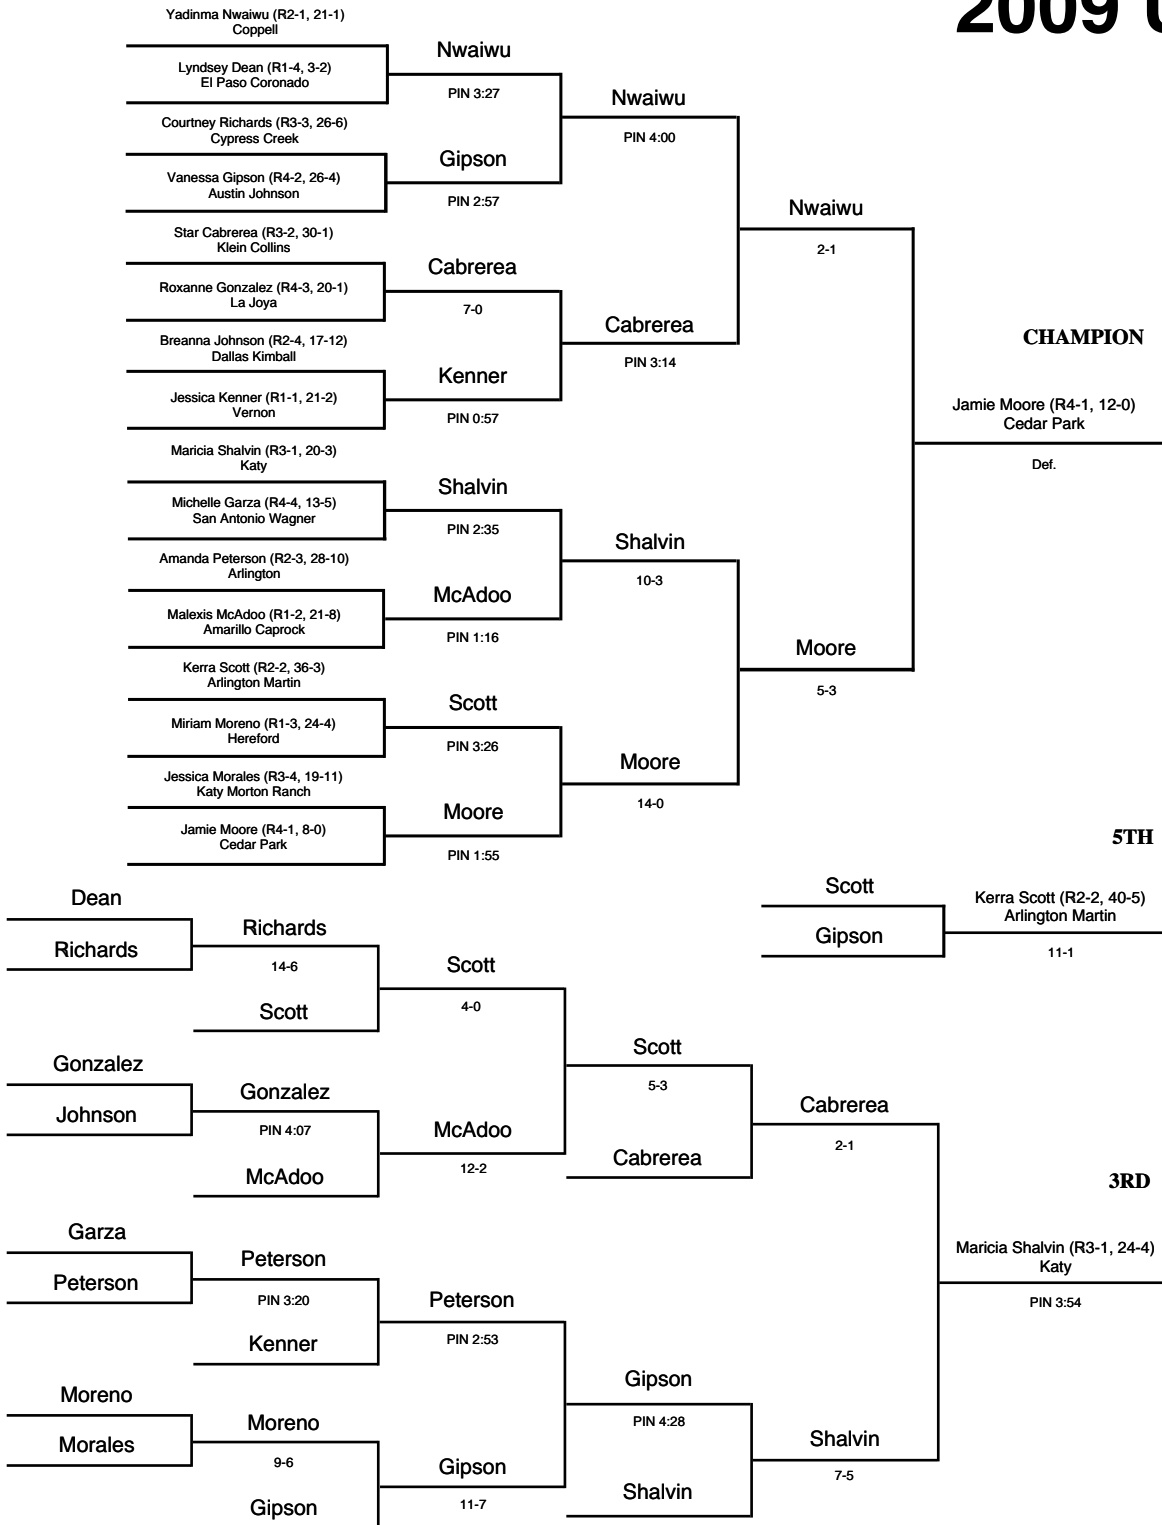 2009 U
Yadinma Nwaiwu (R2-1, 21-1)
Coppell
Lyndsey Dean (R1-4, 3-2)
El Paso Coronado
Courtney Richards (R3-3, 26-6)
Cypress Creek
Vanessa Gipson (R4-2, 26-4)
Austin Johnson
Star Cabrerea (R3-2, 30-1)
Klein Collins
Roxanne Gonzalez (R4-3, 20-1)
La Joya
Breanna Johnson (R2-4, 17-12)
Dallas Kimball
Jessica Kenner (R1-1, 21-2)
Vernon
Maricia Shalvin (R3-1, 20-3)
Katy
Michelle Garza (R4-4, 13-5)
San Antonio Wagner
Amanda Peterson (R2-3, 28-10)
Arlington
Malexis McAdoo (R1-2, 21-8)
Amarillo Caprock
Kerra Scott (R2-2, 36-3)
Arlington Martin
Miriam Moreno (R1-3, 24-4)
Hereford
Jessica Morales (R3-4, 19-11)
Katy Morton Ranch
Jamie Moore (R4-1, 8-0)
Cedar Park
Nwaiwu
PIN 3:27
Gipson
PIN 2:57
Cabrerea
7-0
Kenner
PIN 0:57
Shalvin
PIN 2:35
McAdoo
PIN 1:16
Scott
PIN 3:26
Moore
PIN 1:55
Nwaiwu
PIN 4:00
Cabrerea
PIN 3:14
Shalvin
10-3
Moore
14-0
Nwaiwu
2-1
Moore
5-3
CHAMPION
Jamie Moore (R4-1, 12-0)
Cedar Park
Def.
5TH
Scott
Gipson
Kerra Scott (R2-2, 40-5)
Arlington Martin
11-1
Dean
Richards
Gonzalez
Johnson
Garza
Peterson
Moreno
Morales
Richards
14-6
Scott
Gonzalez
PIN 4:07
McAdoo
Peterson
PIN 3:20
Kenner
Moreno
9-6
Gipson
Scott
4-0
McAdoo
12-2
Peterson
PIN 2:53
Gipson
11-7
Scott
5-3
Cabrerea
Gipson
PIN 4:28
Shalvin
Cabrerea
2-1
Shalvin
7-5
3RD
Maricia Shalvin (R3-1, 24-4)
Katy
PIN 3:54